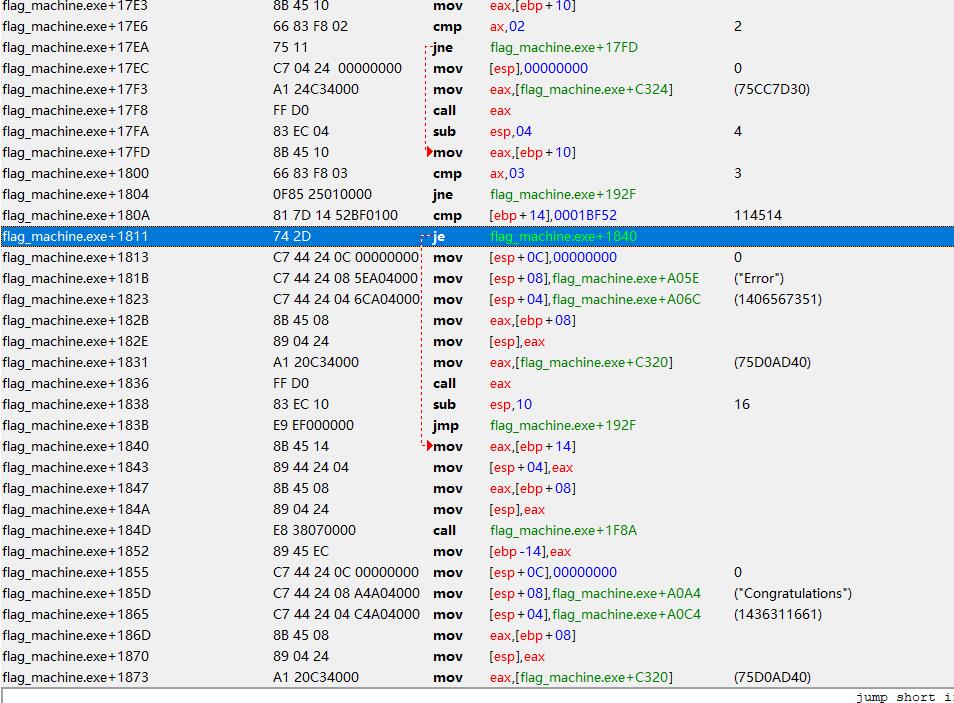 flag_machine.exe+17E3 8B 45 10 mov eax,[ebp+10]
flag_machine.exe+17E6 66 83 F8 02 cmp ax,02 2
flag_machine.exe+17EA 75 11 jne flag_machine.exe+17FD
flag_machine.exe+17EC C7 04 24 00000000 mov [esp],00000000 0
flag_machine.exe+17F3 A1 24C34000 mov eax,[flag_machine.exe+C324] (75CC7D30)
flag_machine.exe+17F8 FF D0 call eax
flag_machine.exe+17FA 83 EC 04 sub esp,04 4
flag_machine.exe+17FD 8B 45 10 mov eax,[ebp+10]
flag_machine.exe+1800 66 83 F8 03 cmp ax,03 3
flag_machine.exe+1804 0F85 25010000 jne flag_machine.exe+192F
flag_machine.exe+180A 81 7D 14 52BF0100 cmp [ebp+14],0001BF52 114514
flag_machine.exe+1811 74 2D je flag_machine.exe+1840
flag_machine.exe+1813 C7 44 24 0C 00000000 mov [esp+0C],00000000 0
flag_machine.exe+181B C7 44 24 08 5EA04000 mov [esp+08],flag_machine.exe+A05E ("Error")
flag_machine.exe+1823 C7 44 24 04 6CA04000 mov [esp+04],flag_machine.exe+A06C (1406567351)
flag_machine.exe+182B 8B 45 08 mov eax,[ebp+08]
flag_machine.exe+182E 89 04 24 mov [esp],eax
flag_machine.exe+1831 A1 20C34000 mov eax,[flag_machine.exe+C320] (75D0AD40)
flag_machine.exe+1836 FF D0 call eax
flag_machine.exe+1838 83 EC 10 sub esp,10 16
flag_machine.exe+183B E9 EF000000 jmp flag_machine.exe+192F
flag_machine.exe+1840 8B 45 14 mov eax,[ebp+14]
flag_machine.exe+1843 89 44 24 04 mov [esp+04],eax
flag_machine.exe+1847 8B 45 08 mov eax,[ebp+08]
flag_machine.exe+184A 89 04 24 mov [esp],eax
flag_machine.exe+184D E8 38070000 call flag_machine.exe+1F8A
flag_machine.exe+1852 89 45 EC mov [ebp-14],eax
flag_machine.exe+1855 C7 44 24 0C 00000000 mov [esp+0C],00000000 0
flag_machine.exe+185D C7 44 24 08 A4A04000 mov [esp+08],flag_machine.exe+A0A4 ("Congratulations")
flag_machine.exe+1865 C7 44 24 04 C4A04000 mov [esp+04],flag_machine.exe+A0C4 (1436311661)
flag_machine.exe+186D 8B 45 08 mov eax,[ebp+08]
flag_machine.exe+1870 89 04 24 mov [esp],eax
flag_machine.exe+1873 A1 20C34000 mov eax,[flag_machine.exe+C320] (75D0AD40)
jump short i